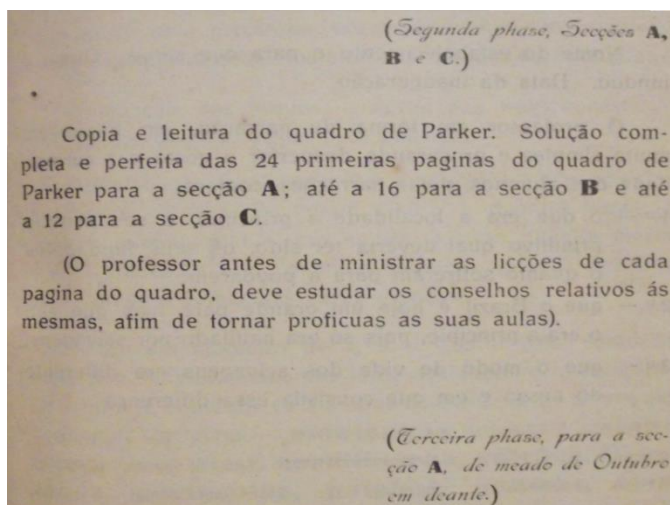 (Segunda phase, Secções A,
B e C.)
Copia e leitura do quadro de Parker. Solução com-
pleta e perfeita das 24 primeiras paginas do quadro de
Parker para a secção A; até a 16 para a secção B e até
a 12 para a secção C.
(O professor antes de ministrar as licções de cada
pagina do quadro, deve estudar os conselhos relativos ás
mesmas, afim de tornar proficuas as suas aulas).
(Terceira phase, para a sec-
ção A, de meado de Outubro
em deante.)